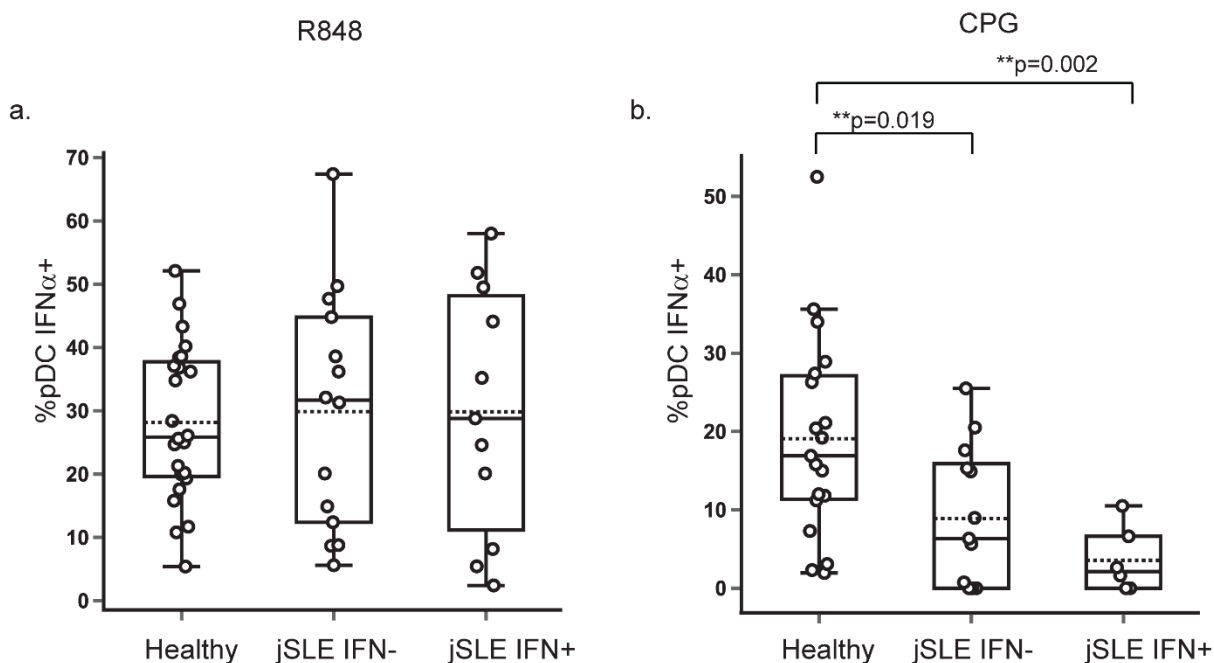 R848
a.
%pDC IFNα+
70
60
50
40
30
20
10
0
Healthy jSLE IFN- jSLE IFN+
CPG
**p=0.002
b.
**p=0.019
%pDC IFNα+
50
40
30
20
10
0
Healthy jSLE IFN- jSLE IFN+